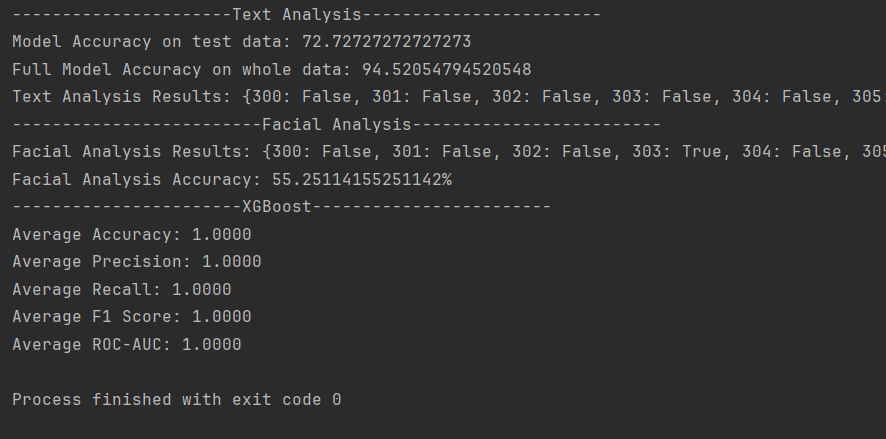 ----------------------Text Analysis------------------------
Model Accuracy on test data: 72.72727272727273
Full Model Accuracy on whole data: 94.52054794520548
Text Analysis Results: {300: False, 301: False, 302: False, 303: False, 304: False, 305:
-------------------------Facial Analysis-------------------------
Facial Analysis Results: {300: False, 301: False, 302: False, 303: True, 304: False, 305
Facial Analysis Accuracy: 55.25114155251142%
-----------------------XGBoost------------------------
Average Accuracy: 1.0000
Average Precision: 1.0000
Average Recall: 1.0000
Average F1 Score: 1.0000
Average ROC-AUC: 1.0000
Process finished with exit code 0